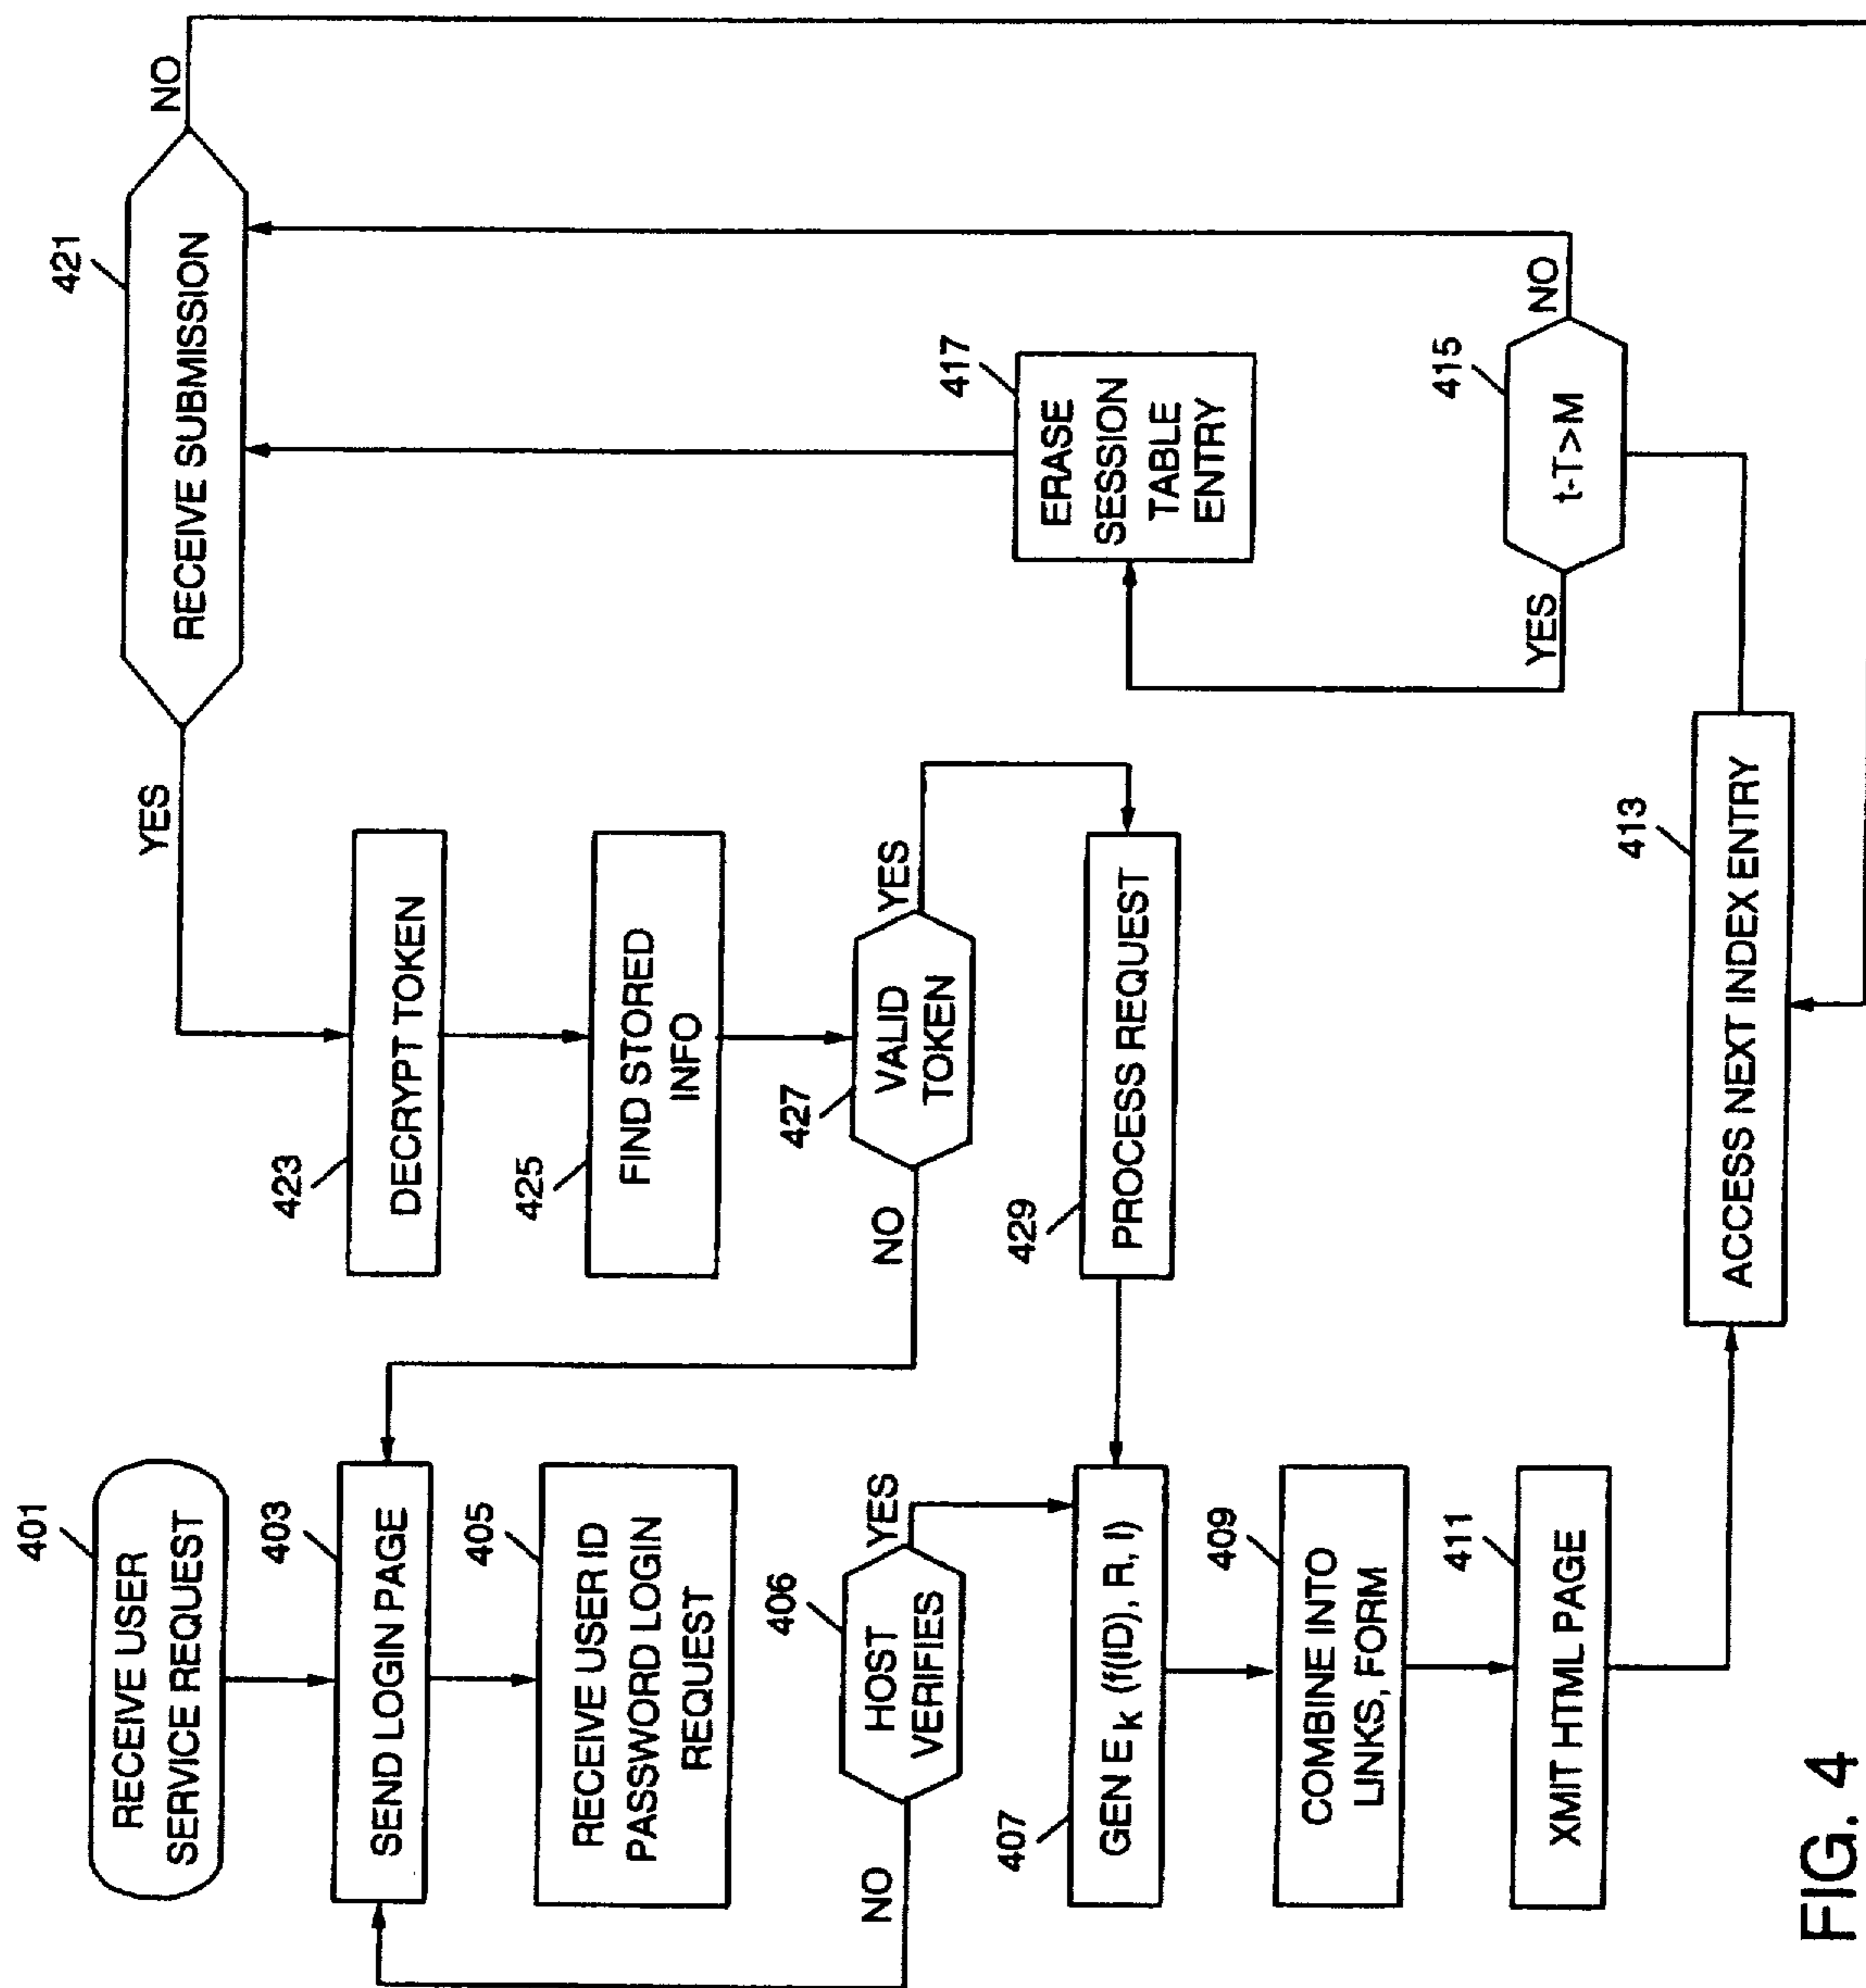 401
RECEIVE USER
SERVICE REQUEST
403
SEND LOGIN PAGE
405
RECEIVE USER ID
PASSWORD LOGIN
REQUEST
406
HOST
VERIFIES
YES
NO
407
GEN E k (f(ID), R, I)
409
COMBINE INTO
LINKS, FORM
411
XMIT HTML PAGE
421
RECEIVE SUBMISSION
YES
NO
423
DECRYPT TOKEN
425
FIND STORED
INFO
427
VALID
TOKEN
YES
NO
429
PROCESS REQUEST
417
ERASE
SESSION
TABLE
ENTRY
415
t-T>M
YES
NO
413
ACCESS NEXT INDEX ENTRY
FIG. 4